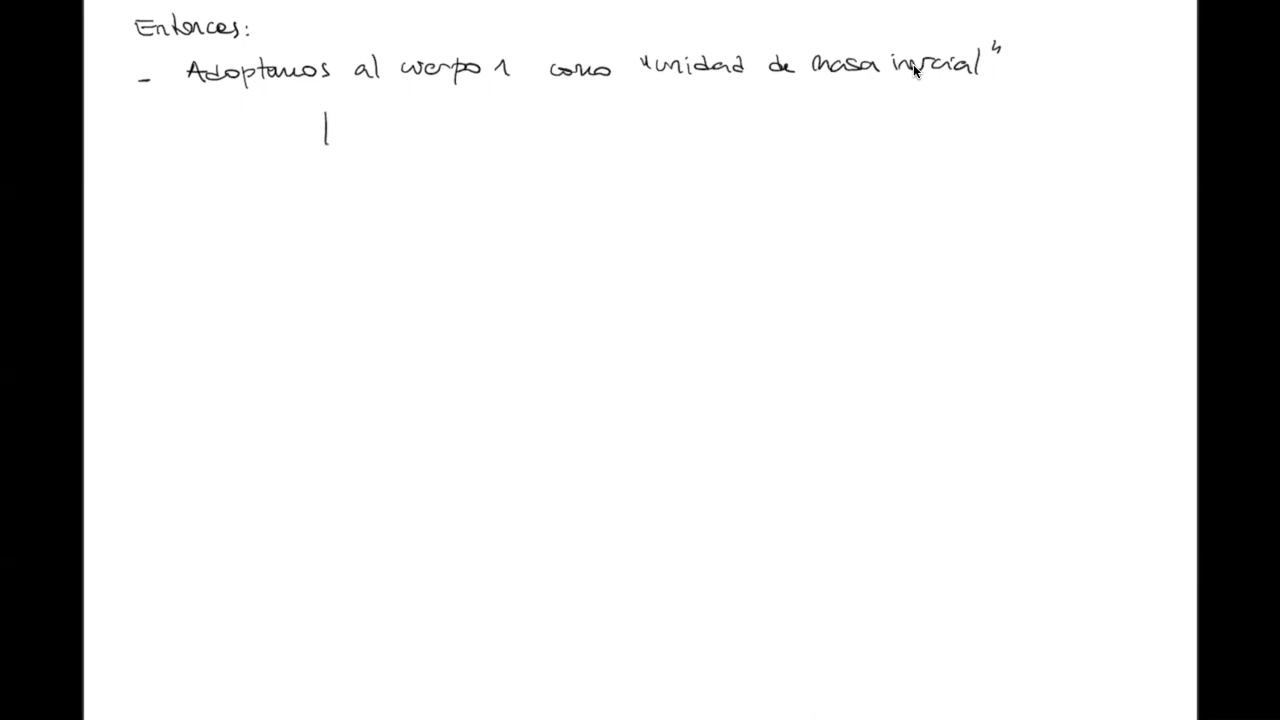 Entonces:
- Adoptamos al cuerpo 1 como "unidad de masa inercial"